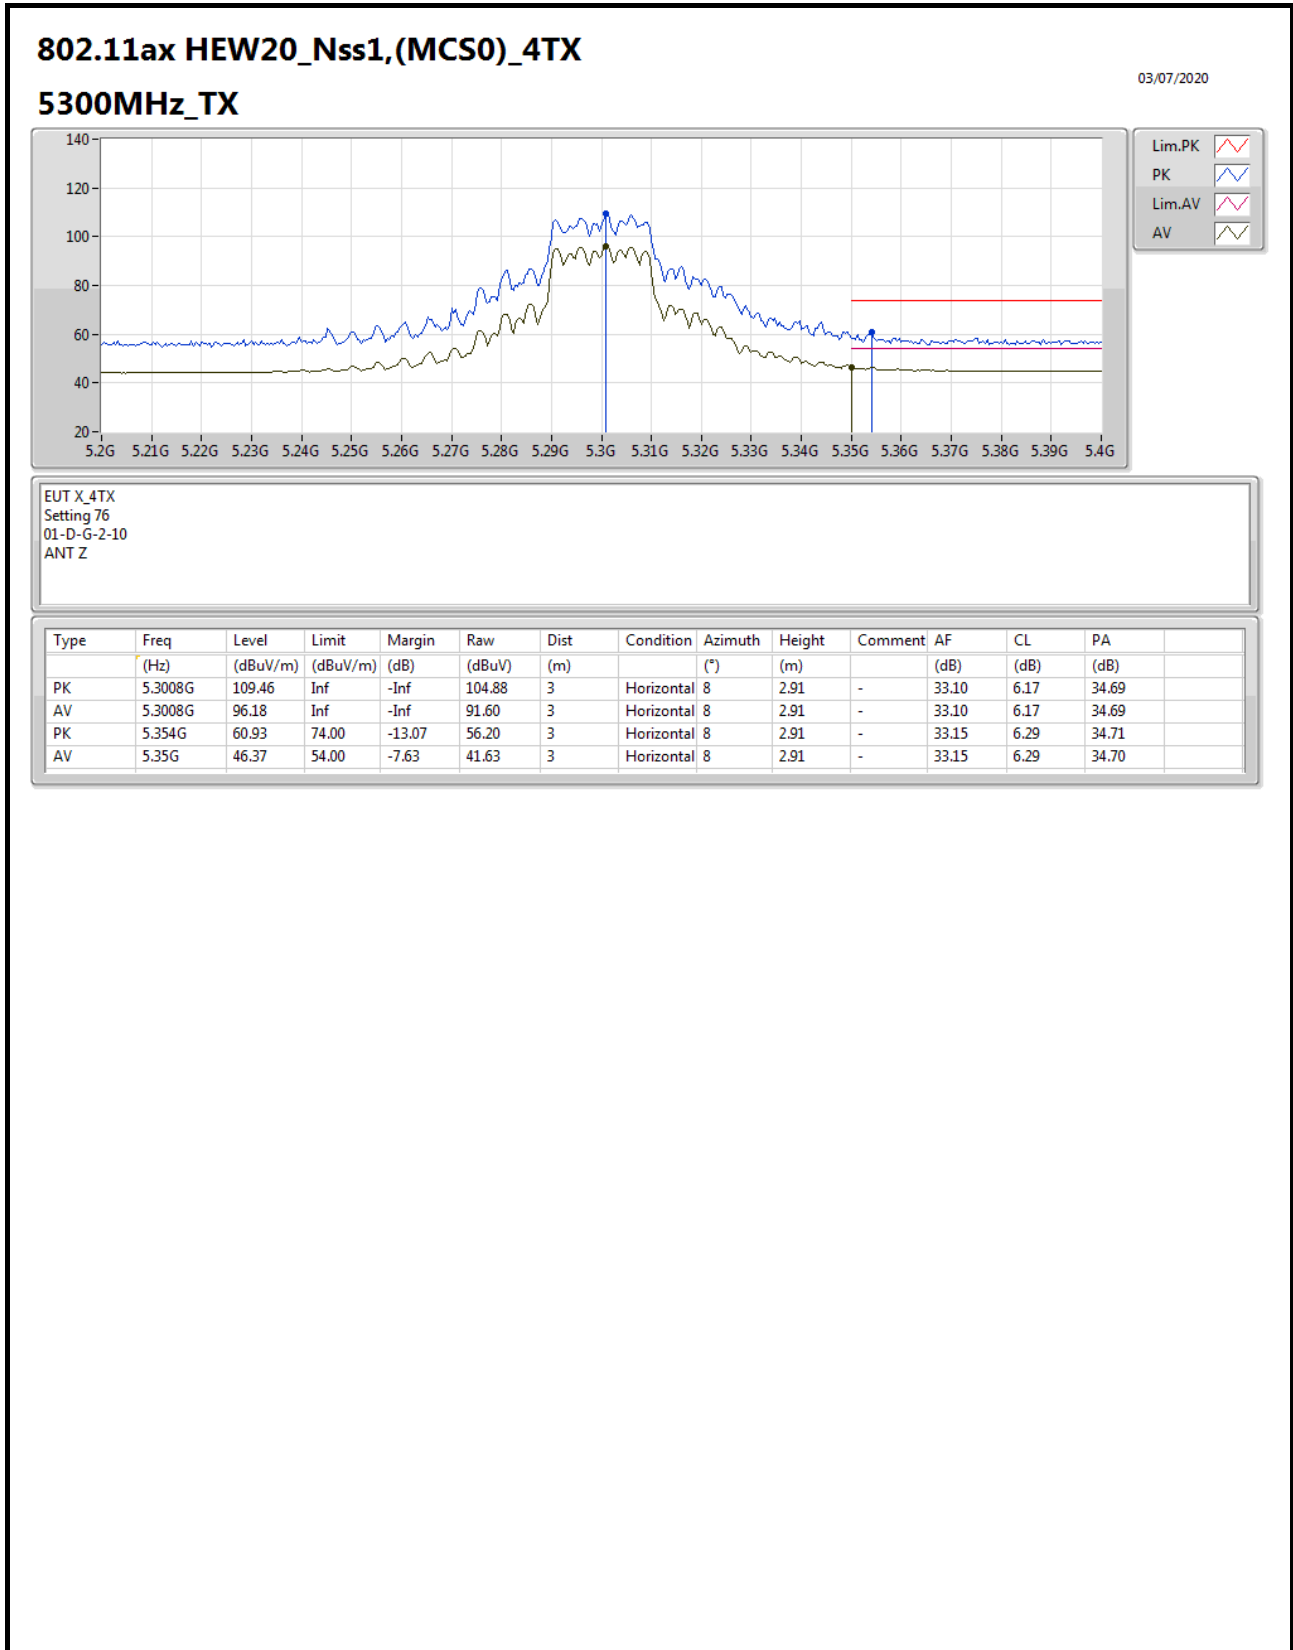 802.11ax HEW20_Nss1,(MCS0)_4TX
03/07/2020
5300MHz_TX
140
120
100
80
60
40
20
5.2G 5.21G 5.22G 5.23G 5.24G 5.25G 5.26G 5.27G 5.28G 5.29G 5.3G 5.31G 5.32G 5.33G 5.34G 5.35G 5.36G 5.37G 5.38G 5.39G 5.4G
Lim.PK
PK
Lim.AV
AV
EUT X_4TX
Setting 76
01-D-G-2-10
ANT Z
Type Freq Level Limit Margin Raw Dist Condition Azimuth Height Comment AF CL PA
(Hz) (dBuV/m) (dBuV/m) (dB) (dBuV) (m) (°) (m) (dB) (dB) (dB)
PK 5.3008G 109.46 Inf -Inf 104.88 3 Horizontal 8 2.91 - 33.10 6.17 34.69
AV 5.3008G 96.18 Inf -Inf 91.60 3 Horizontal 8 2.91 - 33.10 6.17 34.69
PK 5.354G 60.93 74.00 -13.07 56.20 3 Horizontal 8 2.91 - 33.15 6.29 34.71
AV 5.35G 46.37 54.00 -7.63 41.63 3 Horizontal 8 2.91 - 33.15 6.29 34.70